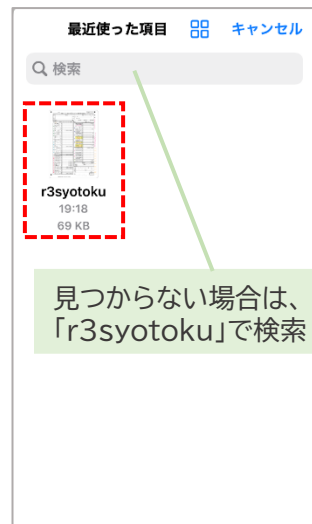 最近使った項目 キャンセル
検索
r3syotoku
19:18
69 KB
見つからない場合は、
「r3syotoku」で検索